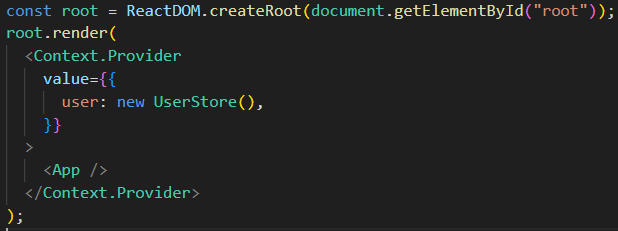 const root = ReactDOM.createRoot(document.getElementById("root"));
root.render(
  <Context.Provider
    value={{
      user: new UserStore(),
    }}
  >
    <App />
  </Context.Provider>
);